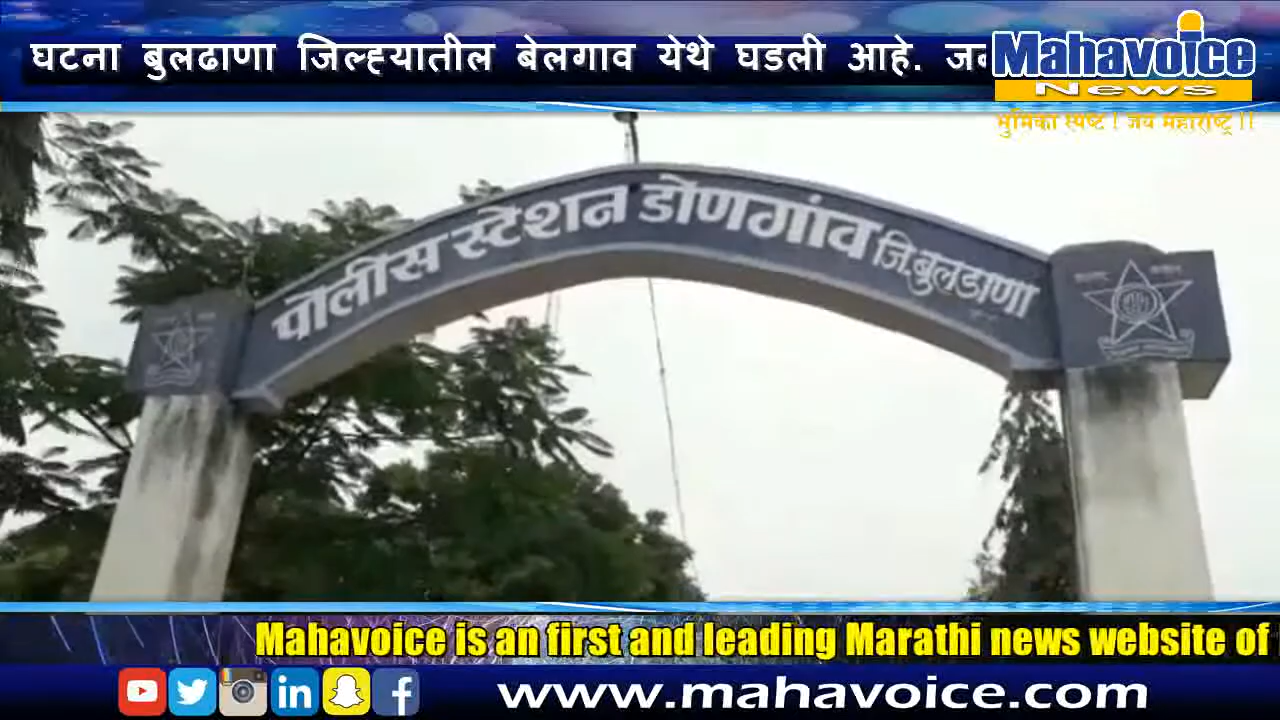 घटना बुलढाणा जिल्ह्यातील बेलगाव येथे घडली आहे.
Mahavoice
News
भुमिका स्पष्ट ! जय महाराष्ट्र !!
पोलीस स्टेशन डोणगांव जि.बुलडाणा
Mahavoice is an first and leading Marathi news website of
www.mahavoice.com